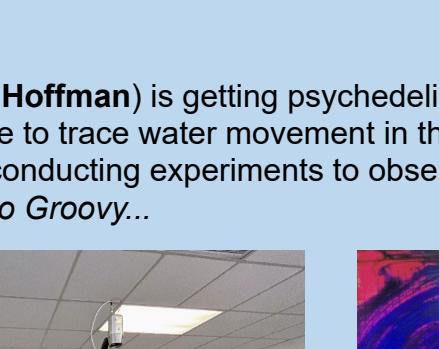 Hoffman) is getting psychedeli
e to trace water movement in th
conducting experiments to obse
o Groovy...